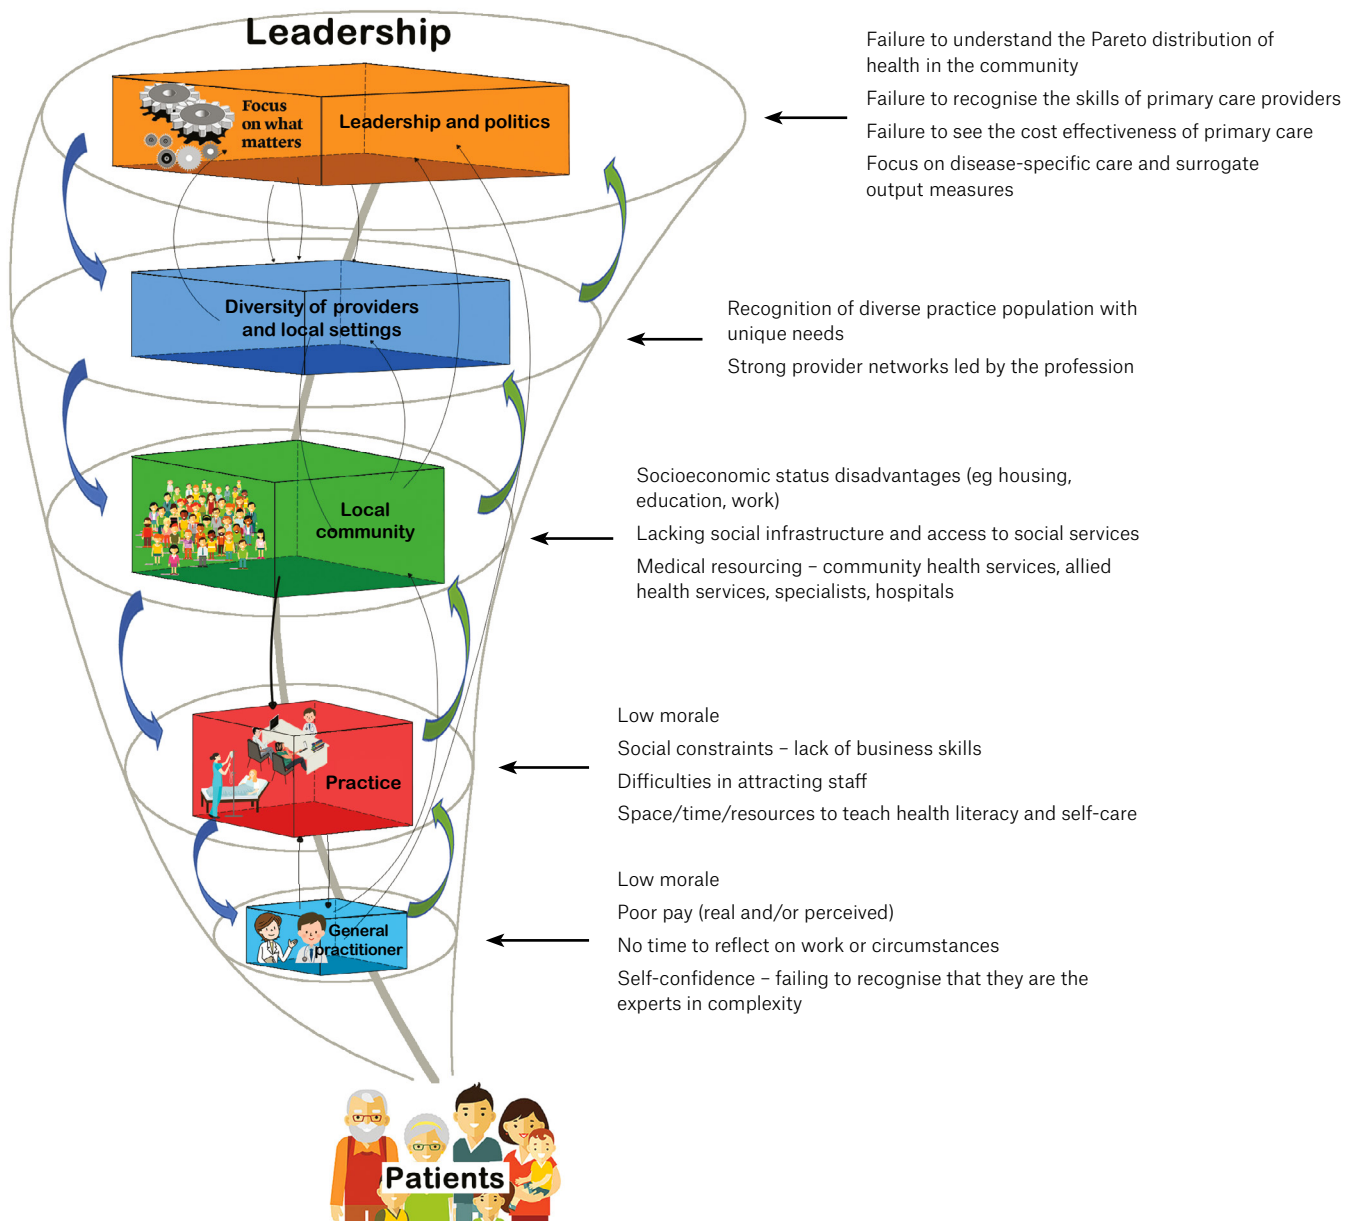 Leadership
Focus
on what
matters
Leadership and politics
Failure to understand the Pareto distribution of
health in the community
Failure to recognise the skills of primary care providers
Failure to see the cost effectiveness of primary care
Focus on disease-specific care and surrogate
output measures
Diversity of providers
and local settings
Recognition of diverse practice population with
unique needs
Strong provider networks led by the profession
Local
community
Socioeconomic status disadvantages (eg housing,
education, work)
Lacking social infrastructure and access to social services
Medical resourcing – community health services, allied
health services, specialists, hospitals
Practice
Low morale
Social constraints – lack of business skills
Difficulties in attracting staff
Space/time/resources to teach health literacy and self-care
General
practitioner
Low morale
Poor pay (real and/or perceived)
No time to reflect on work or circumstances
Self-confidence – failing to recognise that they are the
experts in complexity
Patients